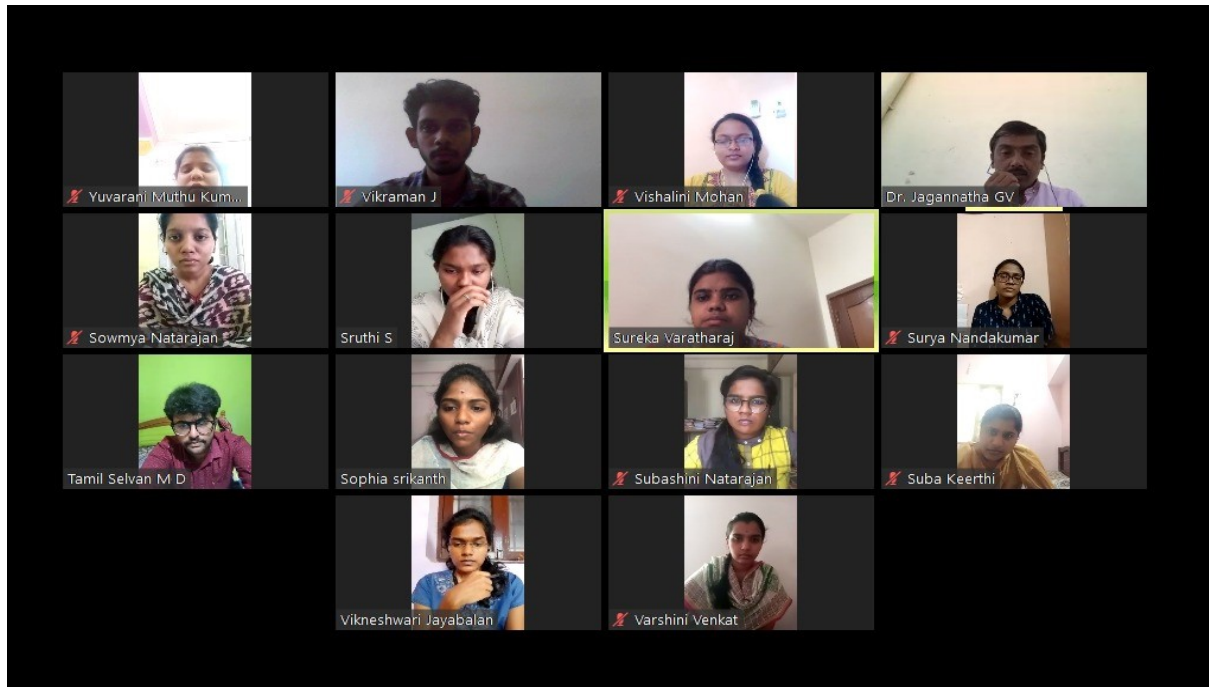 Yuvarani Muthu Kum...
Vikraman J
Vishalini Mohan
Dr. Jagannatha GV
Sowmya Natarajan
Sruthi S
Sureka Varatharaj
Surya Nandakumar
Tamil Selvan M D
Sophia srikanth
Subashini Natarajan
Suba Keerthi
Vikneshwari Jayabalan
Varshini Venkat